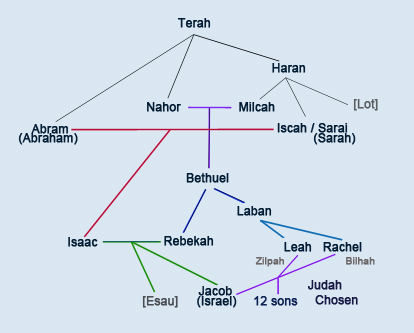 Terah
Haran
Nahor
Milcah
[Lot]
Abram
(Abraham)
Iscah / Sarai
(Sarah)
Bethuel
Laban
Isaac
Rebekah
Leah
Rachel
Zilpah
Bilhah
[Esau]
Jacob
(Israel)
12 sons
Judah
Chosen